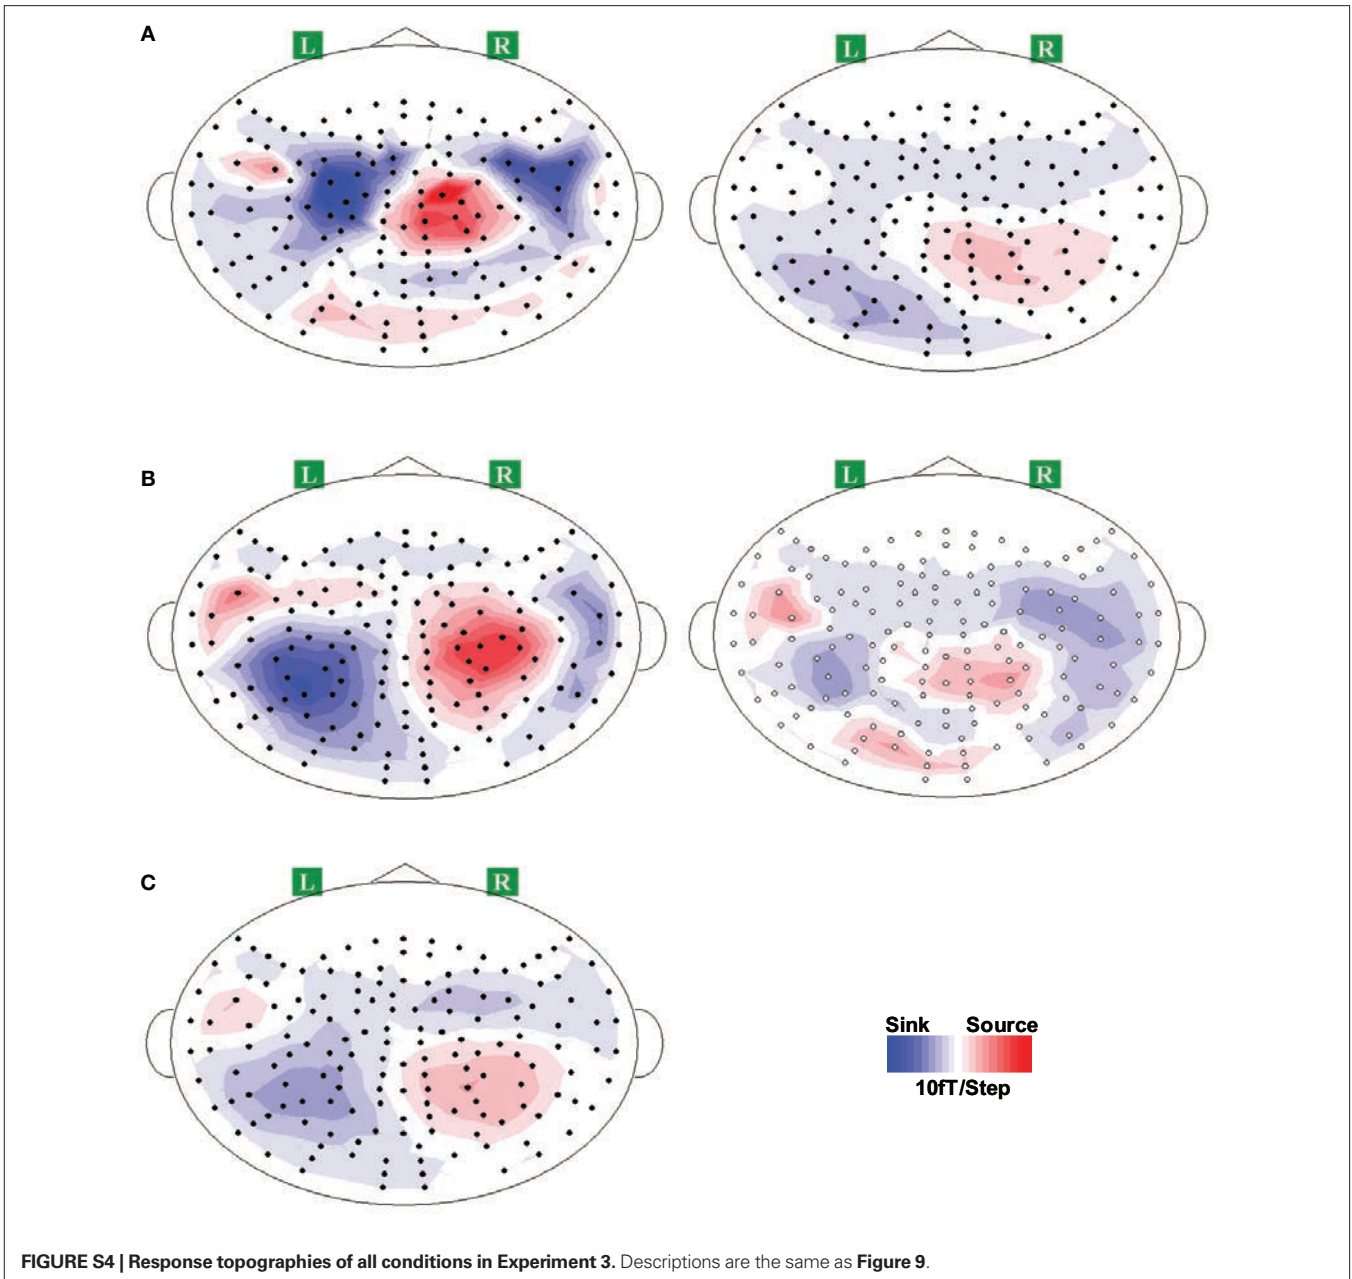 A
L R
L R
B
L R
L R
C
L R
Sink Source
10fT/Step
FIGURE S4 | Response topographies of all conditions in Experiment 3. Descriptions are the same as Figure 9.